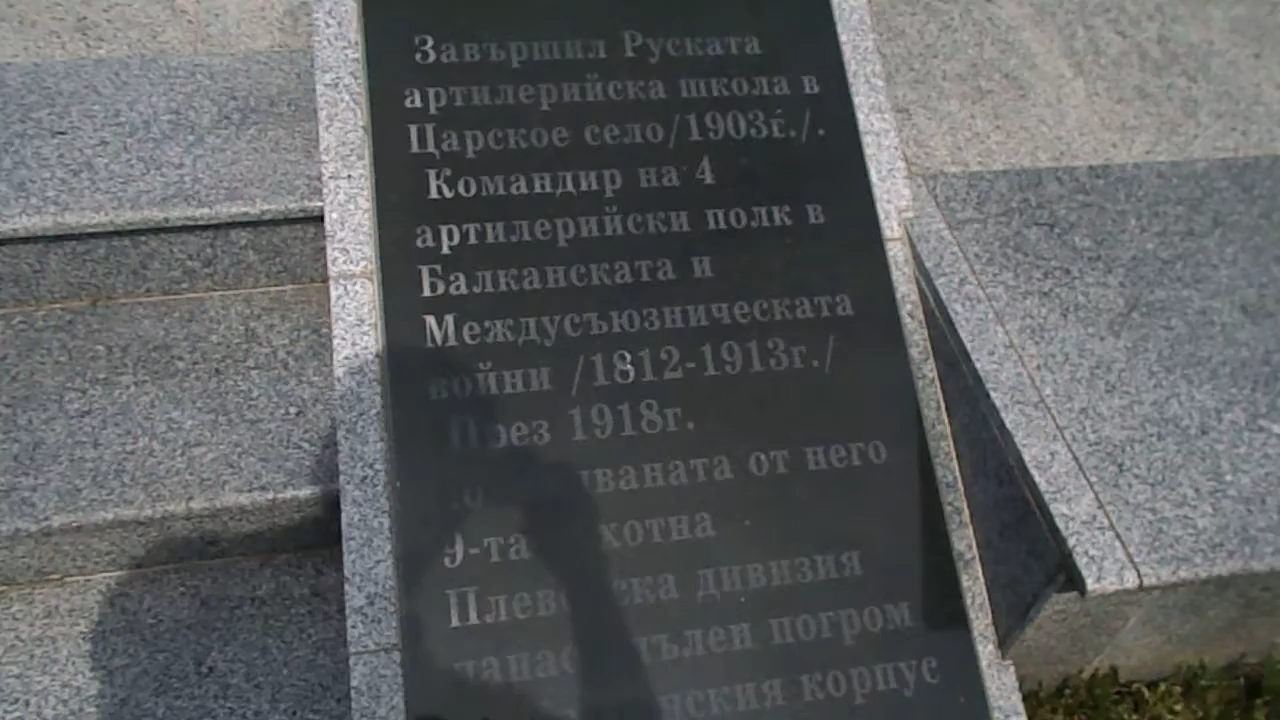 Завършил Руската
артилерийска школа в
Царское село/1903г./.
Командир на 4
артилерийски полк в
Балканската и
Междусъюзническата
войни /1812-1913г./
През 1918г.
от него
9-та
Плевенска дивизия
погром
корпус